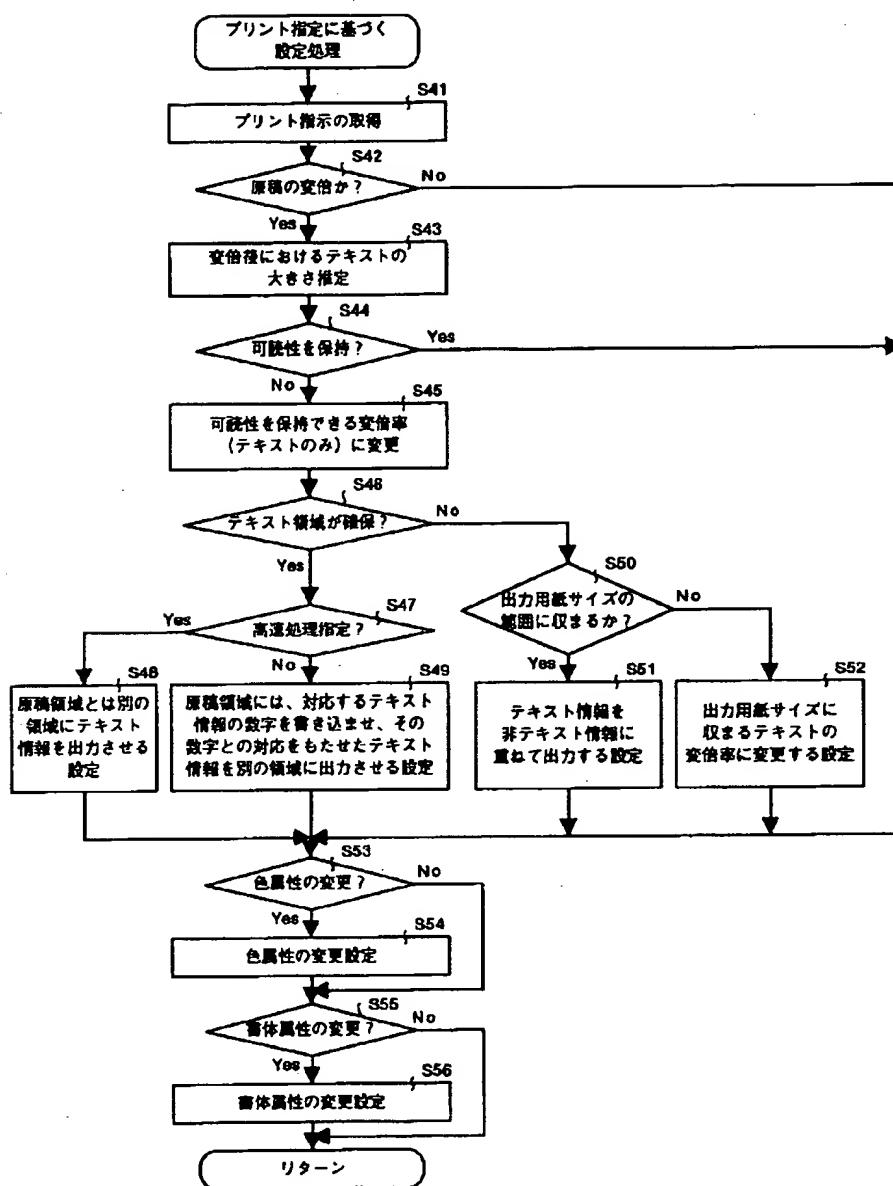 プリント指定に基づく
設定処理
S41
プリント指示の取得
S42
原稿の変倍か？
No
Yes
S43
変倍後におけるテキストの
大きさ推定
S44
可読性を保持？
Yes
No
S45
可読性を保持できる変倍率
(テキストのみ)に変更
S46
テキスト領域が確保？
No
Yes
S50
出力用紙サイズの
範囲に収まるか？
No
Yes
S47
高速処理指定？
Yes
No
S48
原稿領域とは別の
領域にテキスト
情報を出力させる
設定
S49
原稿領域には、対応するテキスト
情報の数字を書き込ませ、その
数字との対応をもたせたテキスト
情報を別の領域に出力させる設定
S51
テキスト情報を
非テキスト情報に
重ねて出力する設定
S52
出力用紙サイズに
収まるテキストの
変倍率に変更する設定
S53
色属性の変更？
No
Yes
S54
色属性の変更設定
S55
書体属性の変更？
No
Yes
S56
書体属性の変更設定
リターン